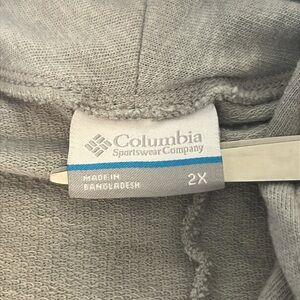 Columbia
Sportswear Company
MADE IN
BANGLADESH
2X